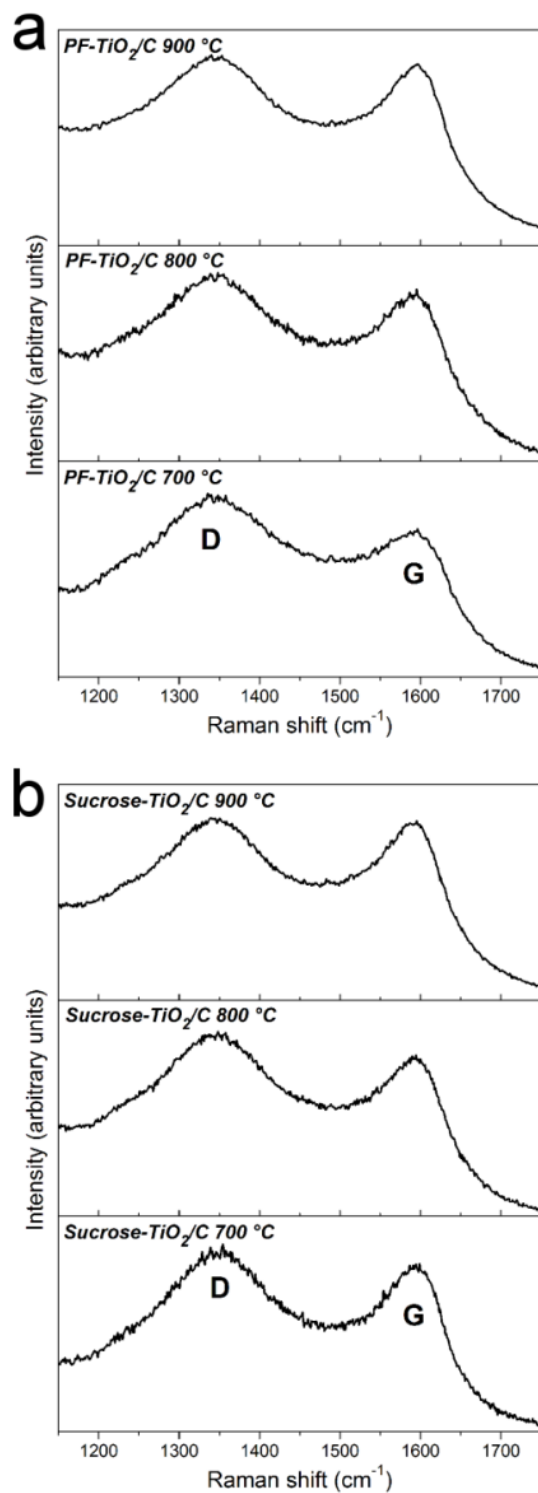 a
PF-TiO₂/C 900 °C
PF-TiO₂/C 800 °C
PF-TiO₂/C 700 °C
D
G
Intensity (arbitrary units)
1200 1300 1400 1500 1600 1700
Raman shift (cm⁻¹)
b
Sucrose-TiO₂/C 900 °C
Sucrose-TiO₂/C 800 °C
Sucrose-TiO₂/C 700 °C
D
G
Intensity (arbitrary units)
1200 1300 1400 1500 1600 1700
Raman shift (cm⁻¹)